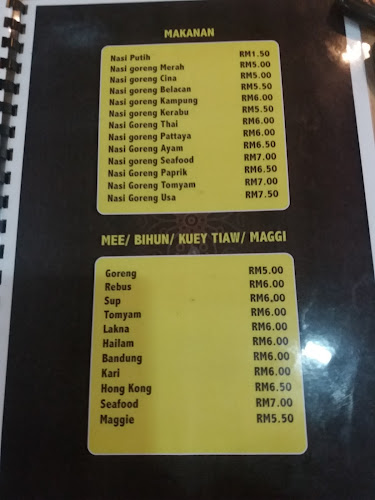 MAKANAN
Nasi Putih RM1.50
Nasi goreng Merah RM5.00
Nasi goreng Cina RM5.00
Nasi goreng Belacan RM5.50
Nasi goreng Kampung RM6.00
Nasi goreng Kerabu RM5.50
Nasi Goreng Thai RM6.00
Nasi goreng Pattaya RM6.00
Nasi Goreng Ayam RM6.50
Nasi goreng Seafood RM7.00
Nasi Goreng Paprik RM6.50
Nasi Goreng Tomyam RM7.00
Nasi Goreng Usa RM7.50
MEE/ BIHUN/ KUEY TIAW/ MAGGI
Goreng RM5.00
Rebus RM6.00
Sup RM6,00
Tomyam RM6.00
Lakna RM6.00
Hailam RM6.00
Bandung RM6.00
Kari RM6.00
Hong Kong RM6.50
Seafood RM7.00
Maggie RM5.50